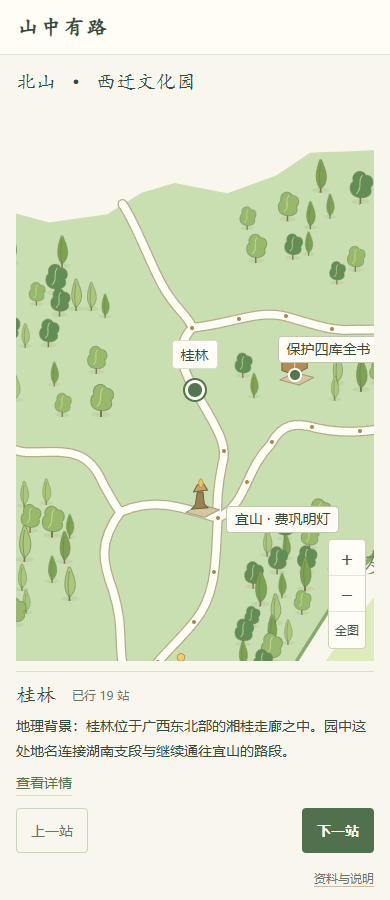 山中有路
北山 • 西迁文化园
桂林
保护四库全书
宜山 · 费巩明灯
+
−
全图
桂林 已行 19 站
地理背景：桂林位于广西东北部的湘桂走廊之中。园中这
处地名连接湖南支段与继续通往宜山的路段。
查看详情
上一站
下一站
资料与说明